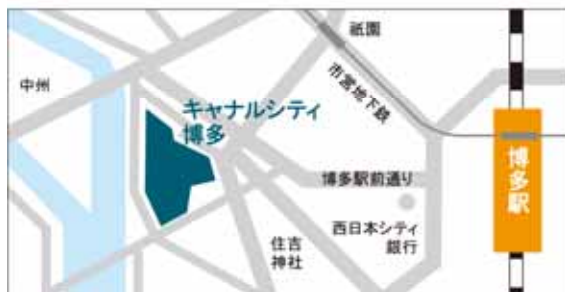 祇園
中州
市営地下鉄
キャナルシティ
博多
博多駅
博多駅前通り
西日本シティ
銀行
住吉
神社